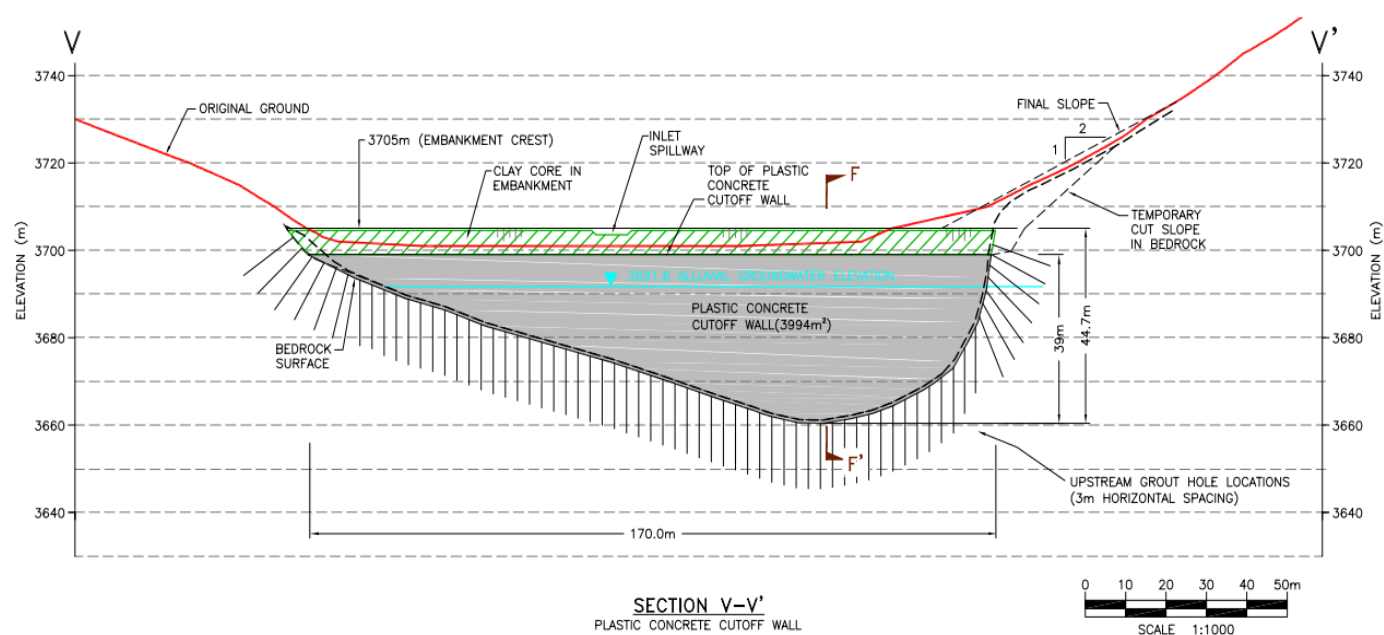 V
V'
3740
3720
3700
3680
3660
3640
ELEVATION (m)
ORIGINAL GROUND
3705m (EMBANKMENT CREST)
CLAY CORE IN
EMBANKMENT
INLET
SPILLWAY
TOP OF PLASTIC
CONCRETE
CUTOFF WALL
F
FINAL SLOPE
2
1
TEMPORARY
CUT SLOPE
IN BEDROCK
3740
3720
3700
3680
3660
3640
ELEVATION (m)
3691.6 ALLUVIAL GROUNDWATER ELEVATION
PLASTIC CONCRETE
CUTOFF WALL(3994m²)
BEDROCK
SURFACE
39m
44.7m
F'
UPSTREAM GROUT HOLE LOCATIONS
(3m HORIZONTAL SPACING)
170.0m
SECTION V-V'
PLASTIC CONCRETE CUTOFF WALL
0 10 20 30 40 50m
SCALE 1:1000